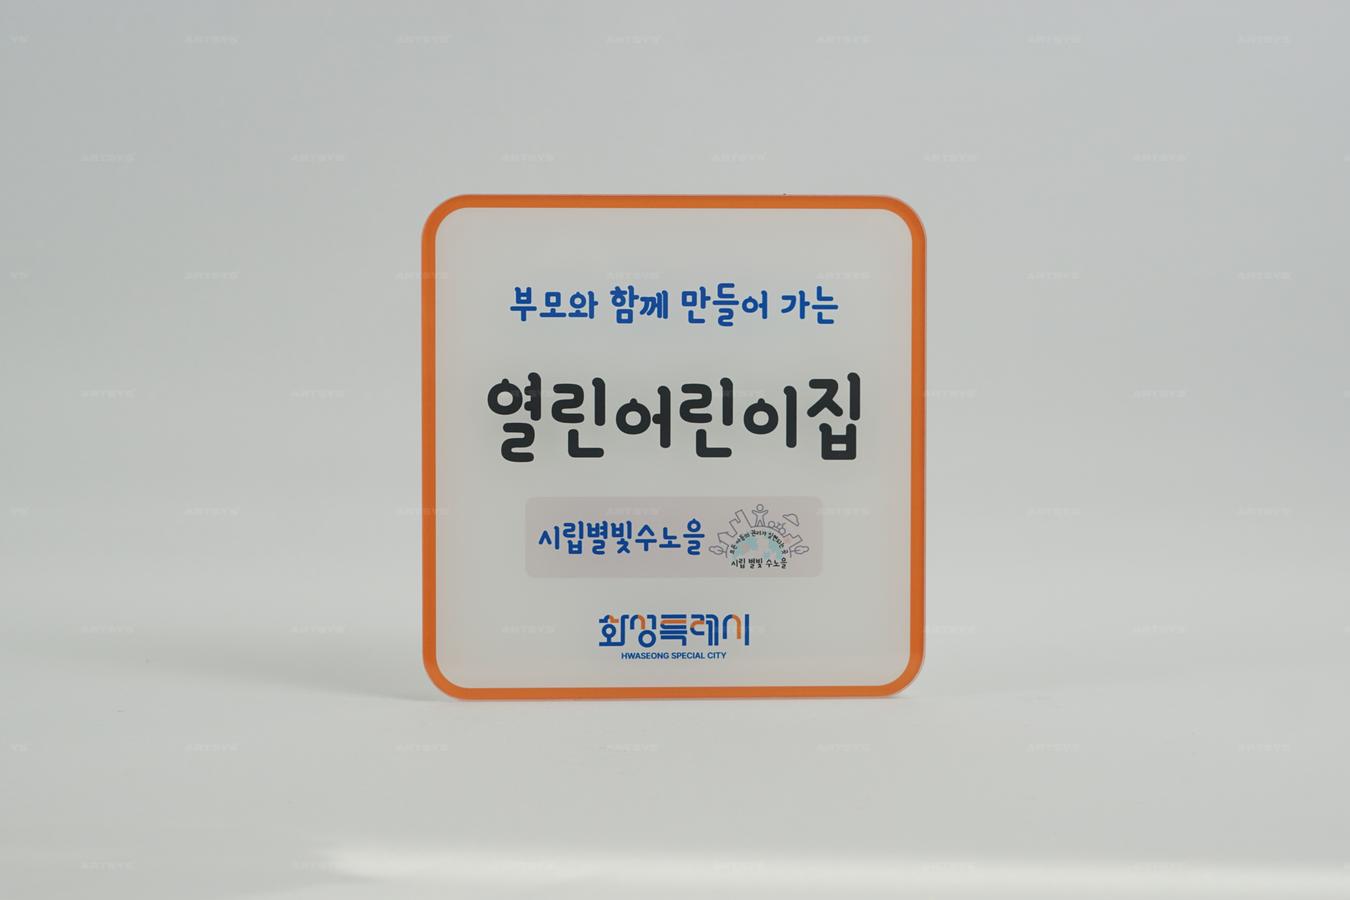 부모와 함께 만들어 가는
열린어린이집
시립별빛수노을
시립 별빛 수노을
화성특례시
HWASEONG SPECIAL CITY
ARTSYS